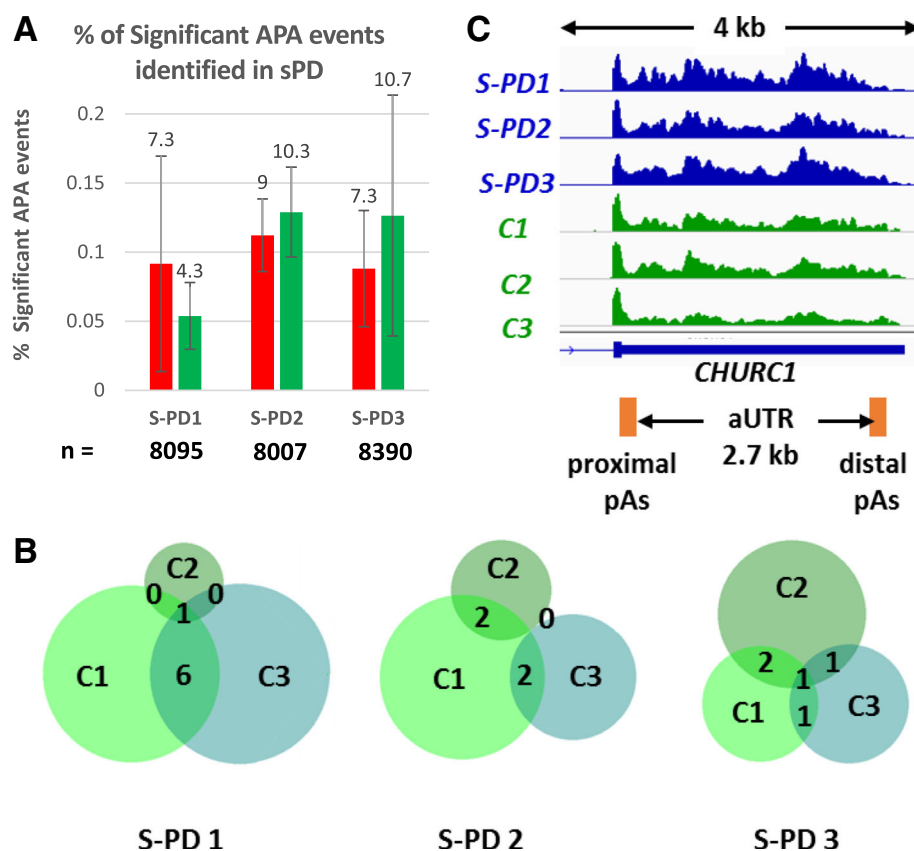 A
% of Significant APA events
identified in sPD
% Significant APA events
0.2
0.15
0.1
0.05
0
7.3
4.3
9
10.3
7.3
10.7
S-PD1 S-PD2 S-PD3
n = 8095 8007 8390
C
4 kb
S-PD1
S-PD2
S-PD3
C1
C2
C3
CHURC1
aUTR
2.7 kb
proximal
pAs
distal
pAs
B
C2
0 0
1
C1 6 C3
S-PD 1
C2
2 0
C1 2 C3
S-PD 2
C2
2 1
1
C1 1 C3
S-PD 3